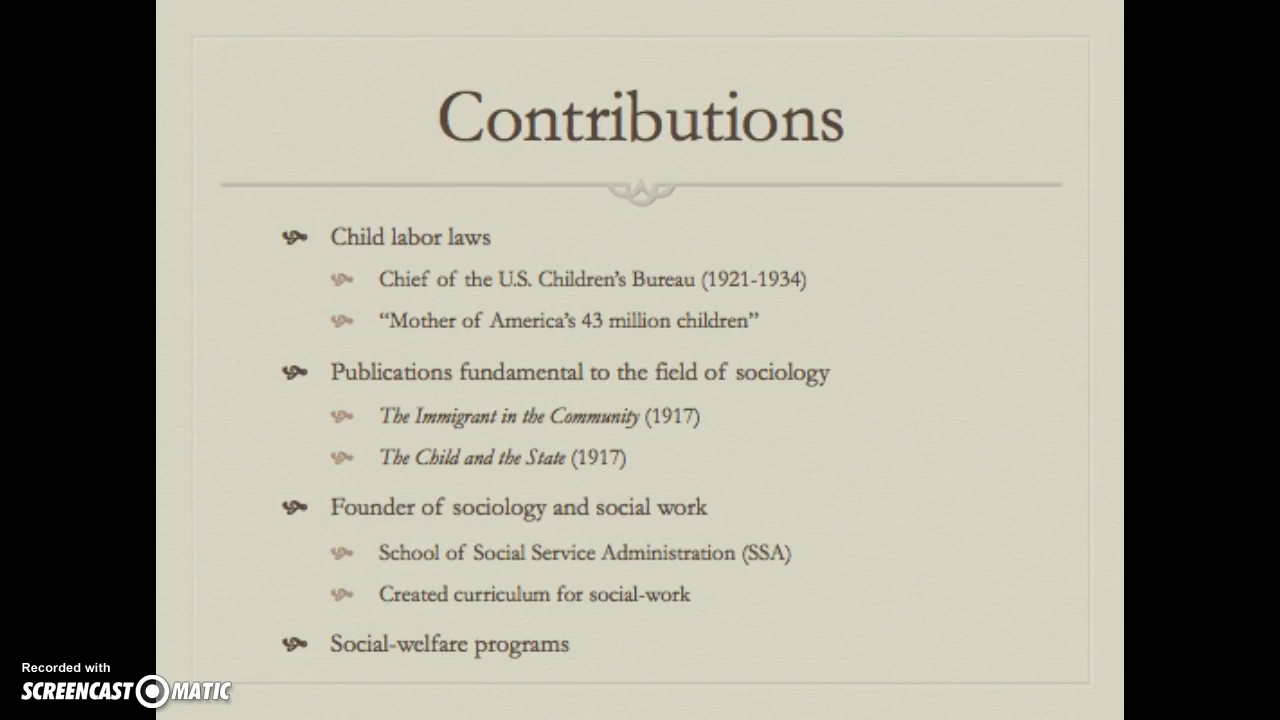 Contributions
Child labor laws
Chief of the U.S. Children’s Bureau (1921-1934)
“Mother of America’s 43 million children”
Publications fundamental to the field of sociology
The Immigrant in the Community (1917)
The Child and the State (1917)
Founder of sociology and social work
School of Social Service Administration (SSA)
Created curriculum for social-work
Social-welfare programs
Recorded with
SCREENCAST MATIC